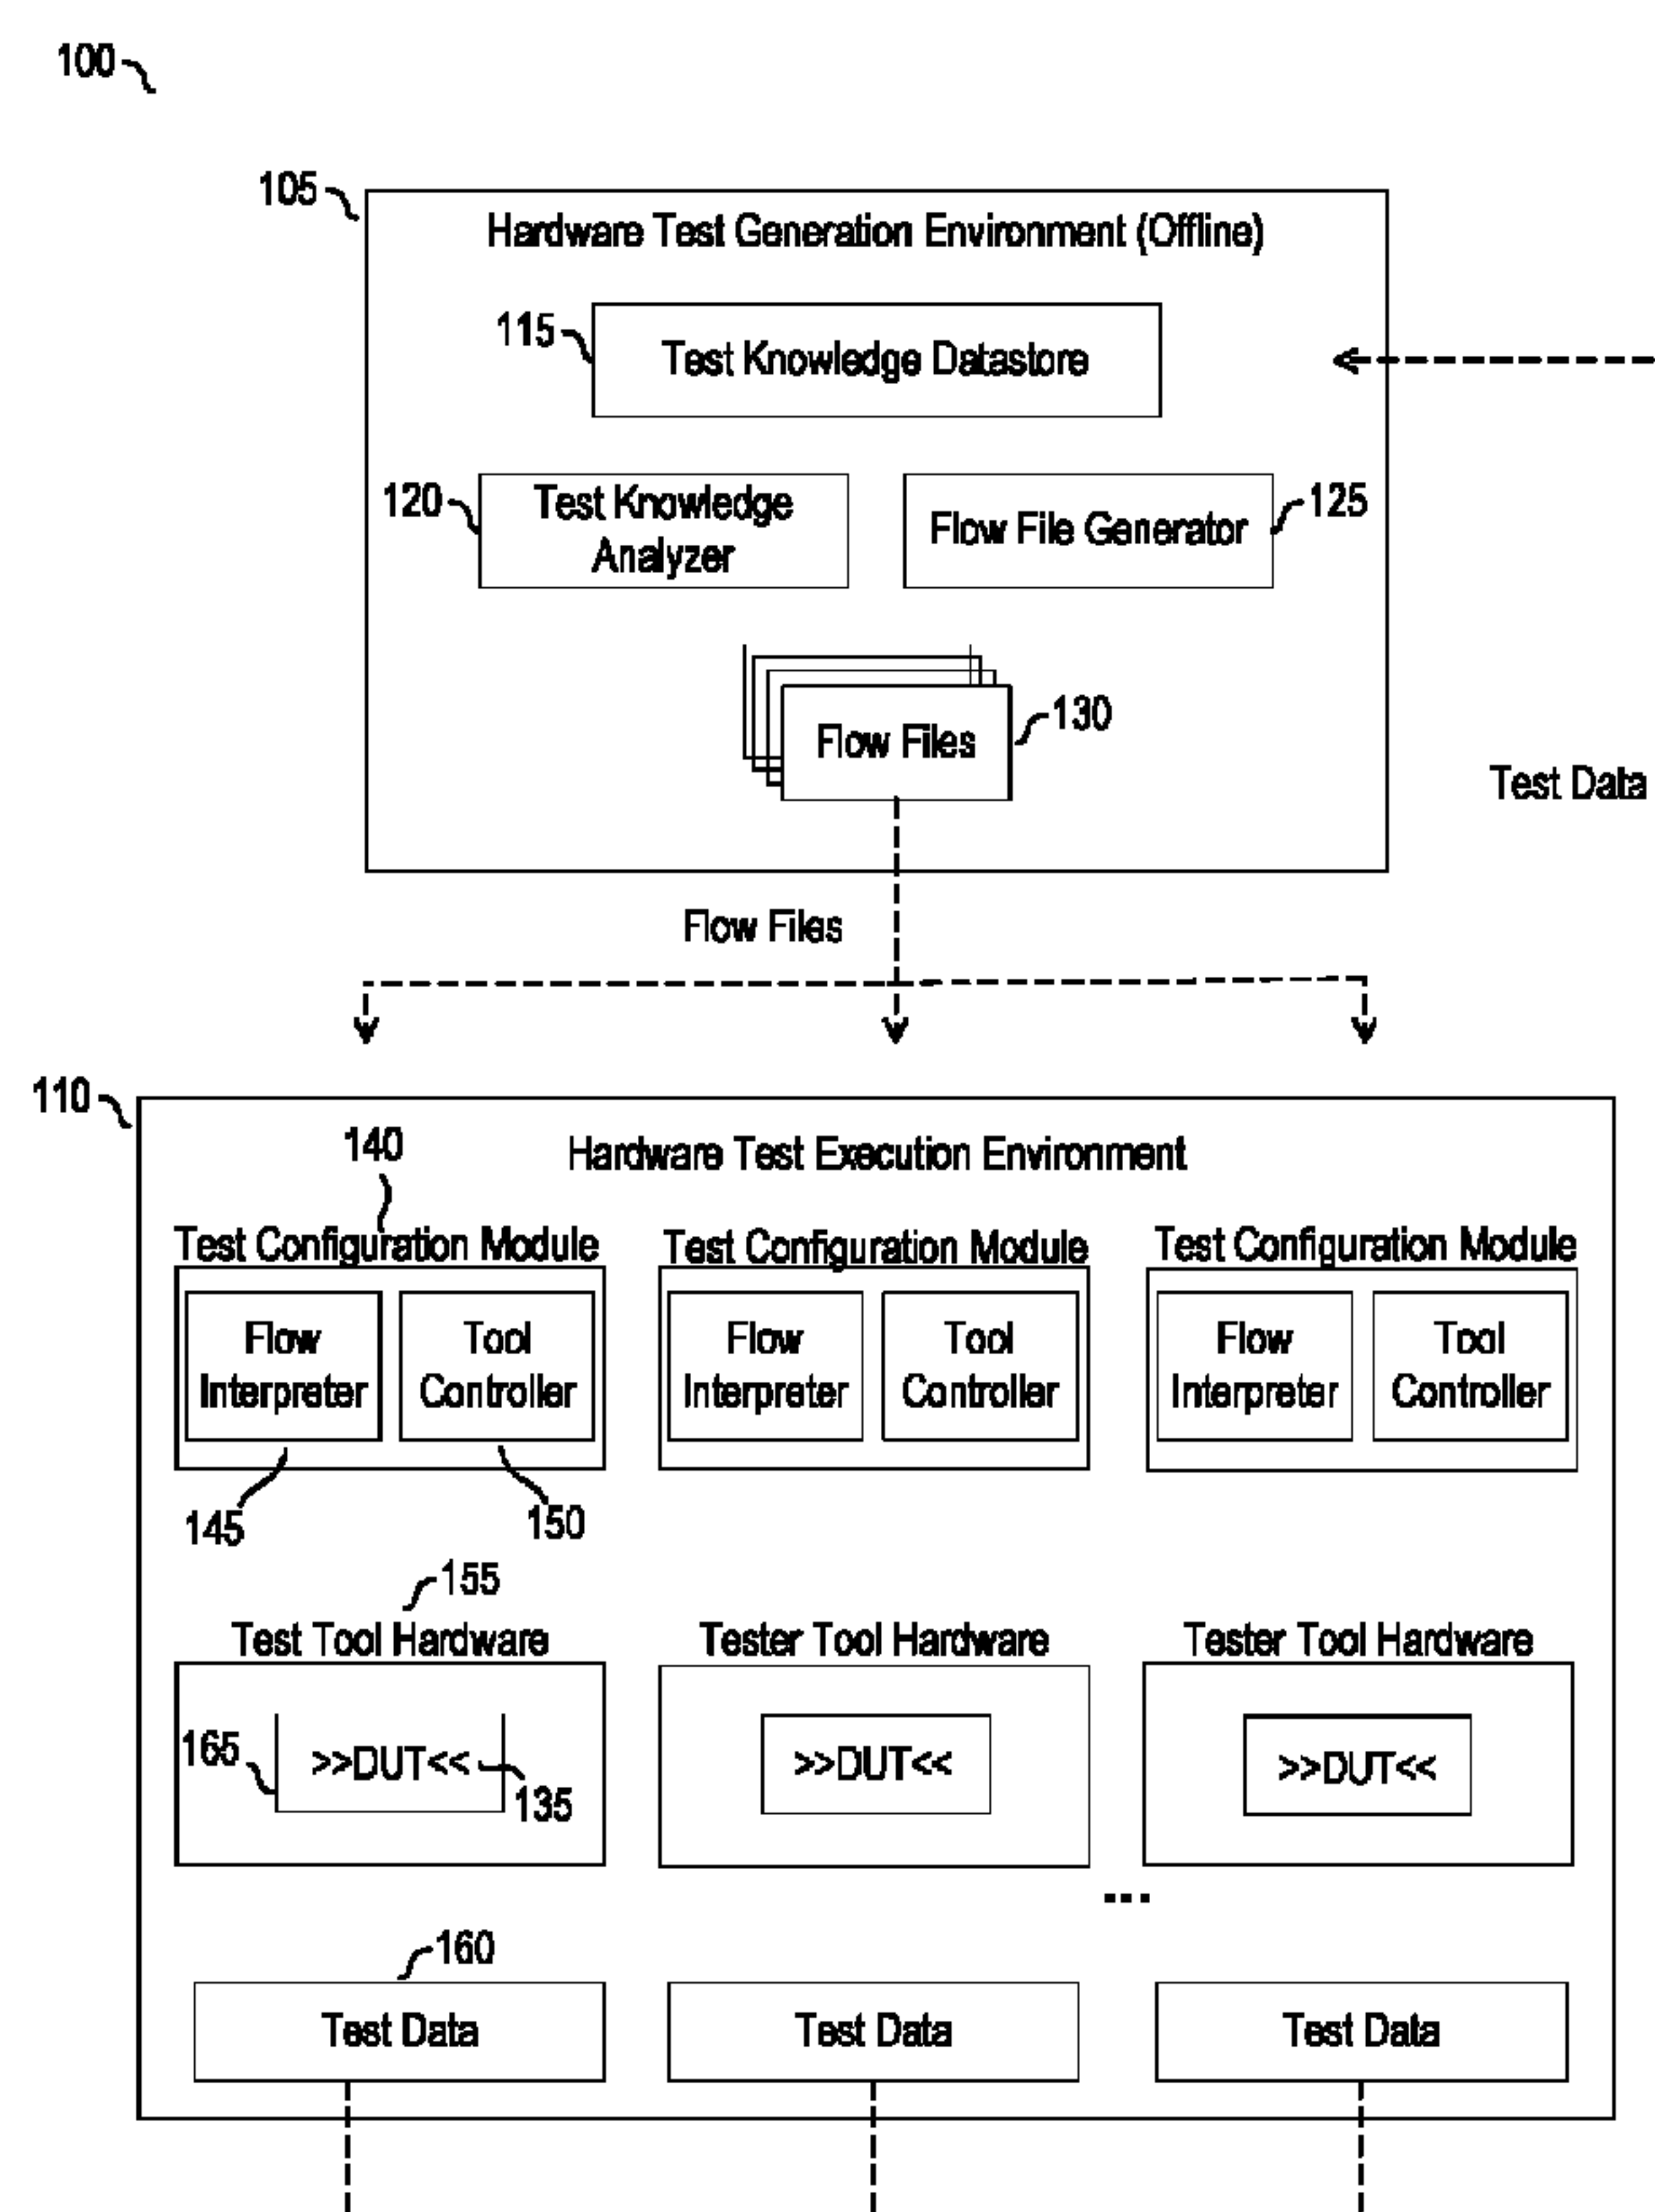 100
105
Hardware Test Generation Environment (Offline)
115
Test Knowledge Datastore
120
Test Knowledge
Analyzer
Flow File Generator
125
Flow Files
130
Test Data
Flow Files
110
140
Hardware Test Execution Environment
Test Configuration Module
Test Configuration Module
Test Configuration Module
Flow
Interpreter
Tool
Controller
Flow
Interpreter
Tool
Controller
Flow
Interpreter
Tool
Controller
145
150
155
Test Tool Hardware
Tester Tool Hardware
Tester Tool Hardware
165
>>DUT<<
135
>>DUT<<
>>DUT<<
...
160
Test Data
Test Data
Test Data